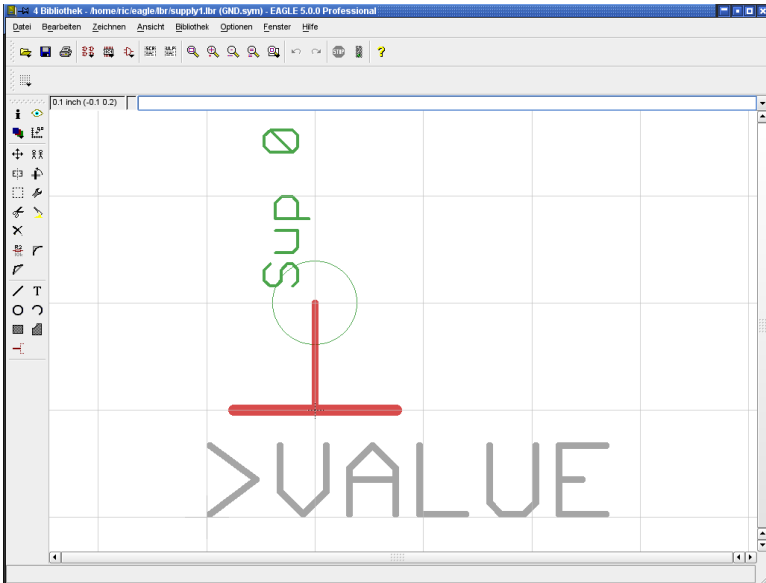 4 Bibliothek - /home/ric/eagle/lbr/supply1.lbr (GND.sym) - EAGLE 5.0.0 Professional
Datei Bearbeiten Zeichnen Ansicht Bibliothek Optionen Fenster Hilfe
0.1 inch (-0.1 0.2)
Sup 0
>VALUE